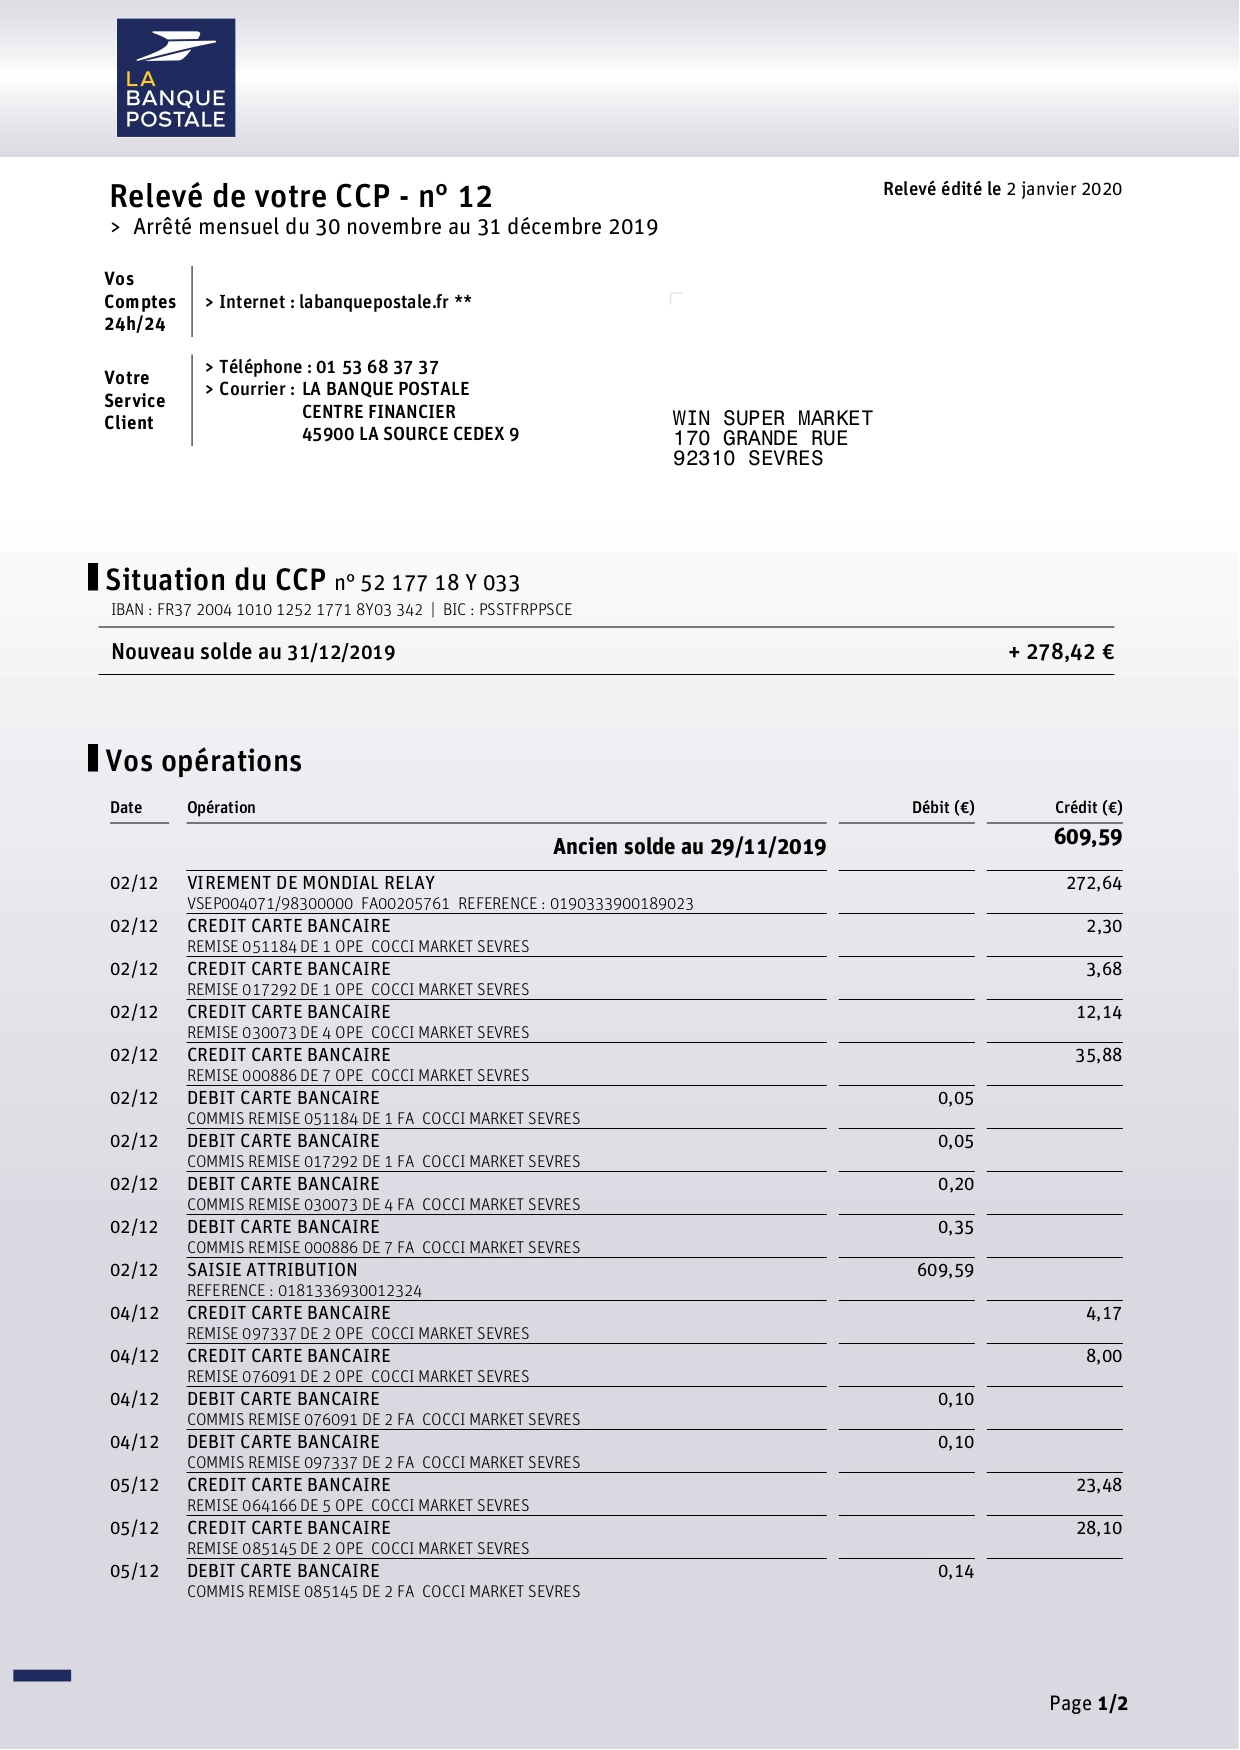 LA
BANQUE
POSTALE
Relevé de votre CCP - nº 12
Relevé édité le 2 janvier 2020
> Arrêté mensuel du 30 novembre au 31 décembre 2019
Vos
Comptes
24h/24
> Internet : labanquepostale.fr **
Votre
Service
Client
> Téléphone : 01 53 68 37 37
> Courrier : LA BANQUE POSTALE
CENTRE FINANCIER
45900 LA SOURCE CEDEX 9
WIN SUPER MARKET
170 GRANDE RUE
92310 SEVRES
Situation du CCP nº 52 177 18 Y 033
IBAN : FR37 2004 1010 1252 1771 8Y03 342 | BIC : PSSTFRPPSCE
Nouveau solde au 31/12/2019 + 278,42 €
Vos opérations
Date Opération Débit (€) Crédit (€)
Ancien solde au 29/11/2019 609,59
02/12 VIREMENT DE MONDIAL RELAY 272,64
VSEP004071/98300000 FA00205761 REFERENCE : 0190333900189023
02/12 CREDIT CARTE BANCAIRE 2,30
REMISE 051184 DE 1 OPE COCCI MARKET SEVRES
02/12 CREDIT CARTE BANCAIRE 3,68
REMISE 017292 DE 1 OPE COCCI MARKET SEVRES
02/12 CREDIT CARTE BANCAIRE 12,14
REMISE 030073 DE 4 OPE COCCI MARKET SEVRES
02/12 CREDIT CARTE BANCAIRE 35,88
REMISE 000886 DE 7 OPE COCCI MARKET SEVRES
02/12 DEBIT CARTE BANCAIRE 0,05
COMMIS REMISE 051184 DE 1 FA COCCI MARKET SEVRES
02/12 DEBIT CARTE BANCAIRE 0,05
COMMIS REMISE 017292 DE 1 FA COCCI MARKET SEVRES
02/12 DEBIT CARTE BANCAIRE 0,20
COMMIS REMISE 030073 DE 4 FA COCCI MARKET SEVRES
02/12 DEBIT CARTE BANCAIRE 0,35
COMMIS REMISE 000886 DE 7 FA COCCI MARKET SEVRES
02/12 SAISIE ATTRIBUTION 609,59
REFERENCE : 0181336930012324
04/12 CREDIT CARTE BANCAIRE 4,17
REMISE 097337 DE 2 OPE COCCI MARKET SEVRES
04/12 CREDIT CARTE BANCAIRE 8,00
REMISE 076091 DE 2 OPE COCCI MARKET SEVRES
04/12 DEBIT CARTE BANCAIRE 0,10
COMMIS REMISE 076091 DE 2 FA COCCI MARKET SEVRES
04/12 DEBIT CARTE BANCAIRE 0,10
COMMIS REMISE 097337 DE 2 FA COCCI MARKET SEVRES
05/12 CREDIT CARTE BANCAIRE 23,48
REMISE 064166 DE 5 OPE COCCI MARKET SEVRES
05/12 CREDIT CARTE BANCAIRE 28,10
REMISE 085145 DE 2 OPE COCCI MARKET SEVRES
05/12 DEBIT CARTE BANCAIRE 0,14
COMMIS REMISE 085145 DE 2 FA COCCI MARKET SEVRES
Page 1/2